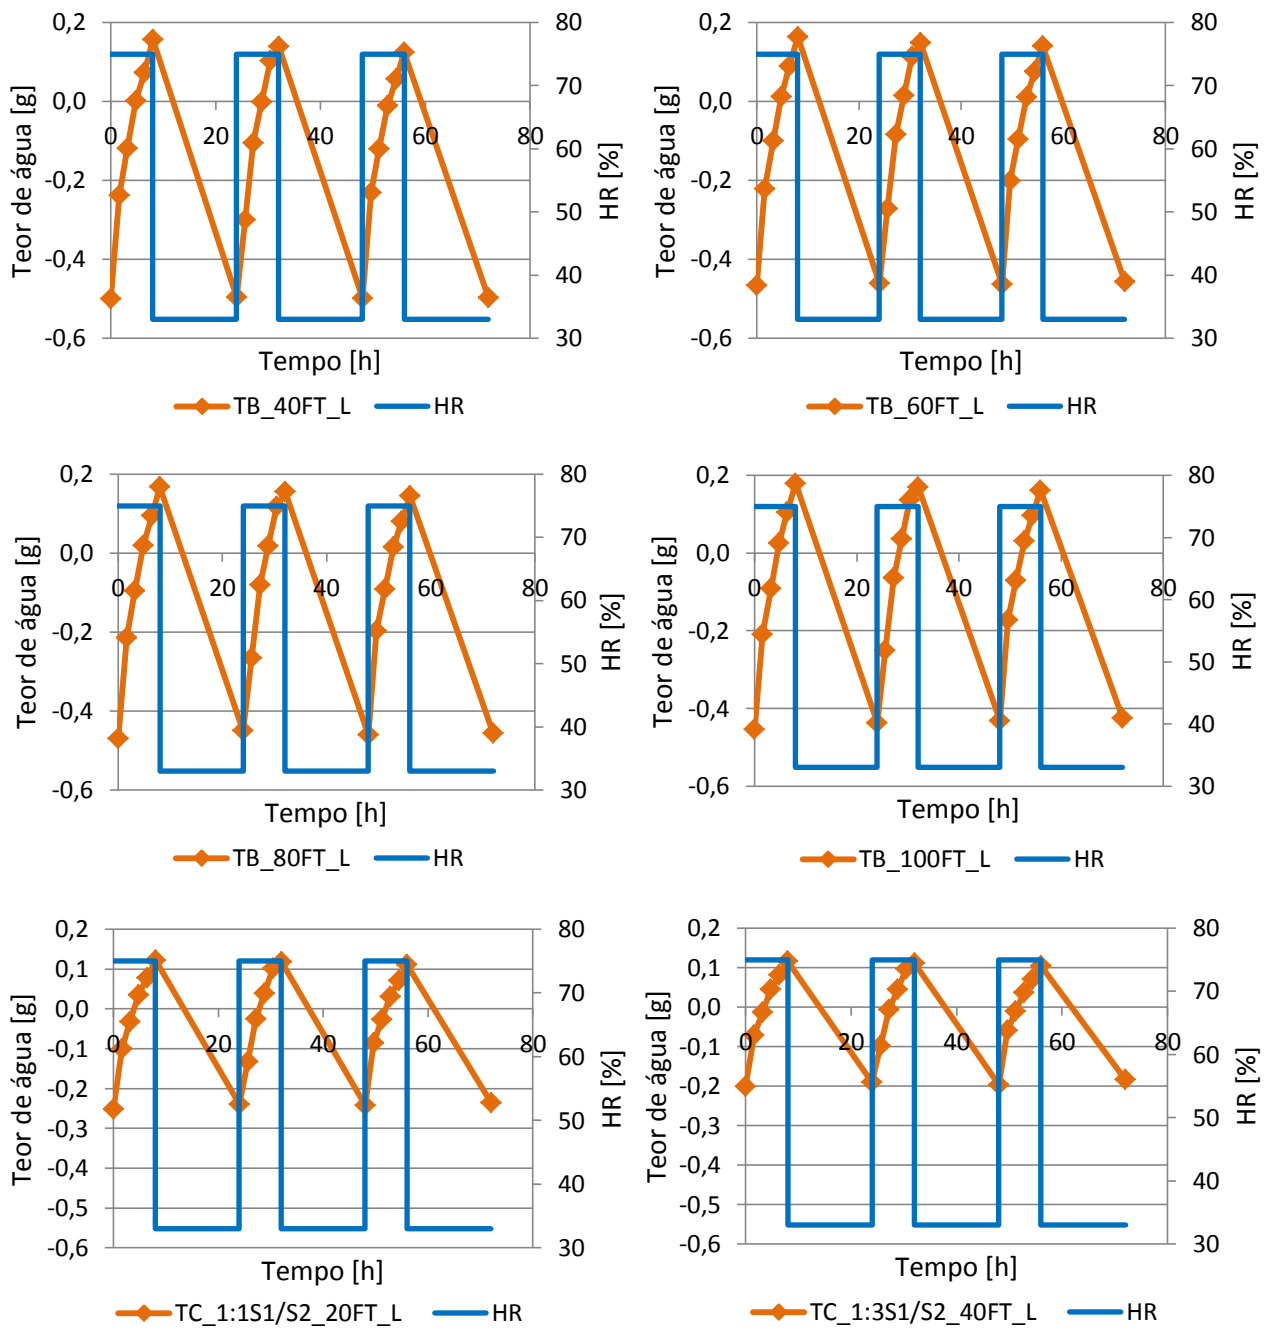 0,2
0,0
-0,2
-0,4
-0,6
Teor de água [g]
0 20 40 60 80
Tempo [h]
80
70
60
50
40
30
HR [%]
TB_40FT_L HR
0,2
0,0
-0,2
-0,4
-0,6
Teor de água [g]
0 20 40 60 80
Tempo [h]
80
70
60
50
40
30
HR [%]
TB_60FT_L HR
0,2
0,0
-0,2
-0,4
-0,6
Teor de água [g]
0 20 40 60 80
Tempo [h]
80
70
60
50
40
30
HR [%]
TB_80FT_L HR
0,2
0,0
-0,2
-0,4
-0,6
Teor de água [g]
0 20 40 60 80
Tempo [h]
80
70
60
50
40
30
HR [%]
TB_100FT_L HR
0,2
0,1
0,0
-0,1
-0,2
-0,3
-0,4
-0,5
-0,6
Teor de água [g]
0 20 40 60 80
Tempo [h]
80
70
60
50
40
30
HR [%]
TC_1:1S1/S2_20FT_L HR
0,2
0,1
0,0
-0,1
-0,2
-0,3
-0,4
-0,5
-0,6
Teor de água [g]
0 20 40 60 80
Tempo [h]
80
70
60
50
40
30
HR [%]
TC_1:3S1/S2_40FT_L HR